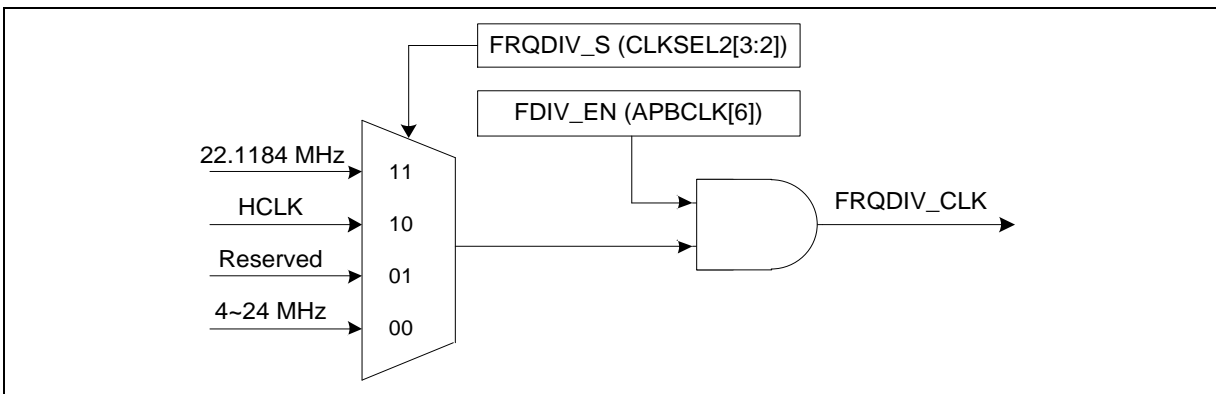 FRQDIV_S (CLKSEL2[3:2])
FDIV_EN (APBCLK[6])
22.1184 MHz
11
HCLK
10
Reserved
01
4~24 MHz
00
FRQDIV_CLK